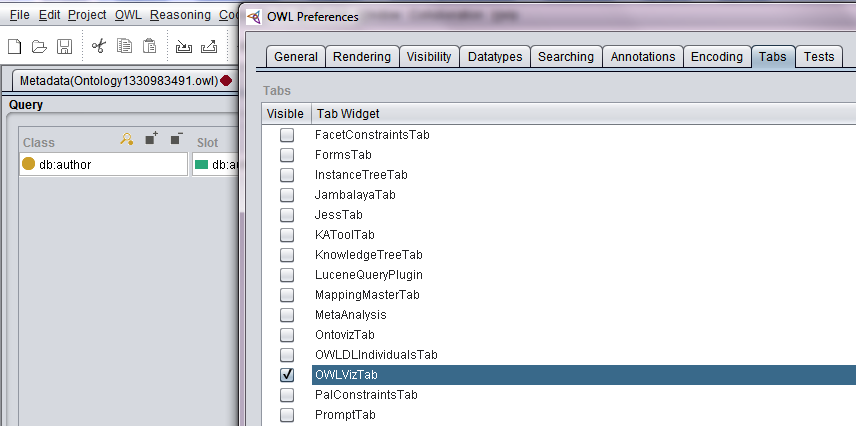 OWL Preferences
File Edit Project OWL Reasoning
Metadata(Ontology1330983491.owl)
Query
Class
Slot
db:author
General Rendering Visibility Datatypes Searching Annotations Encoding Tabs Tests
Tabs
Visible Tab Widget
FacetConstraintsTab
FormsTab
InstanceTreeTab
JambalayaTab
JessTab
KAToolTab
KnowledgeTreeTab
LuceneQueryPlugin
MappingMasterTab
MetaAnalysis
OntovizTab
OWLDLIndividualsTab
OWLVizTab
PalConstraintsTab
PromptTab